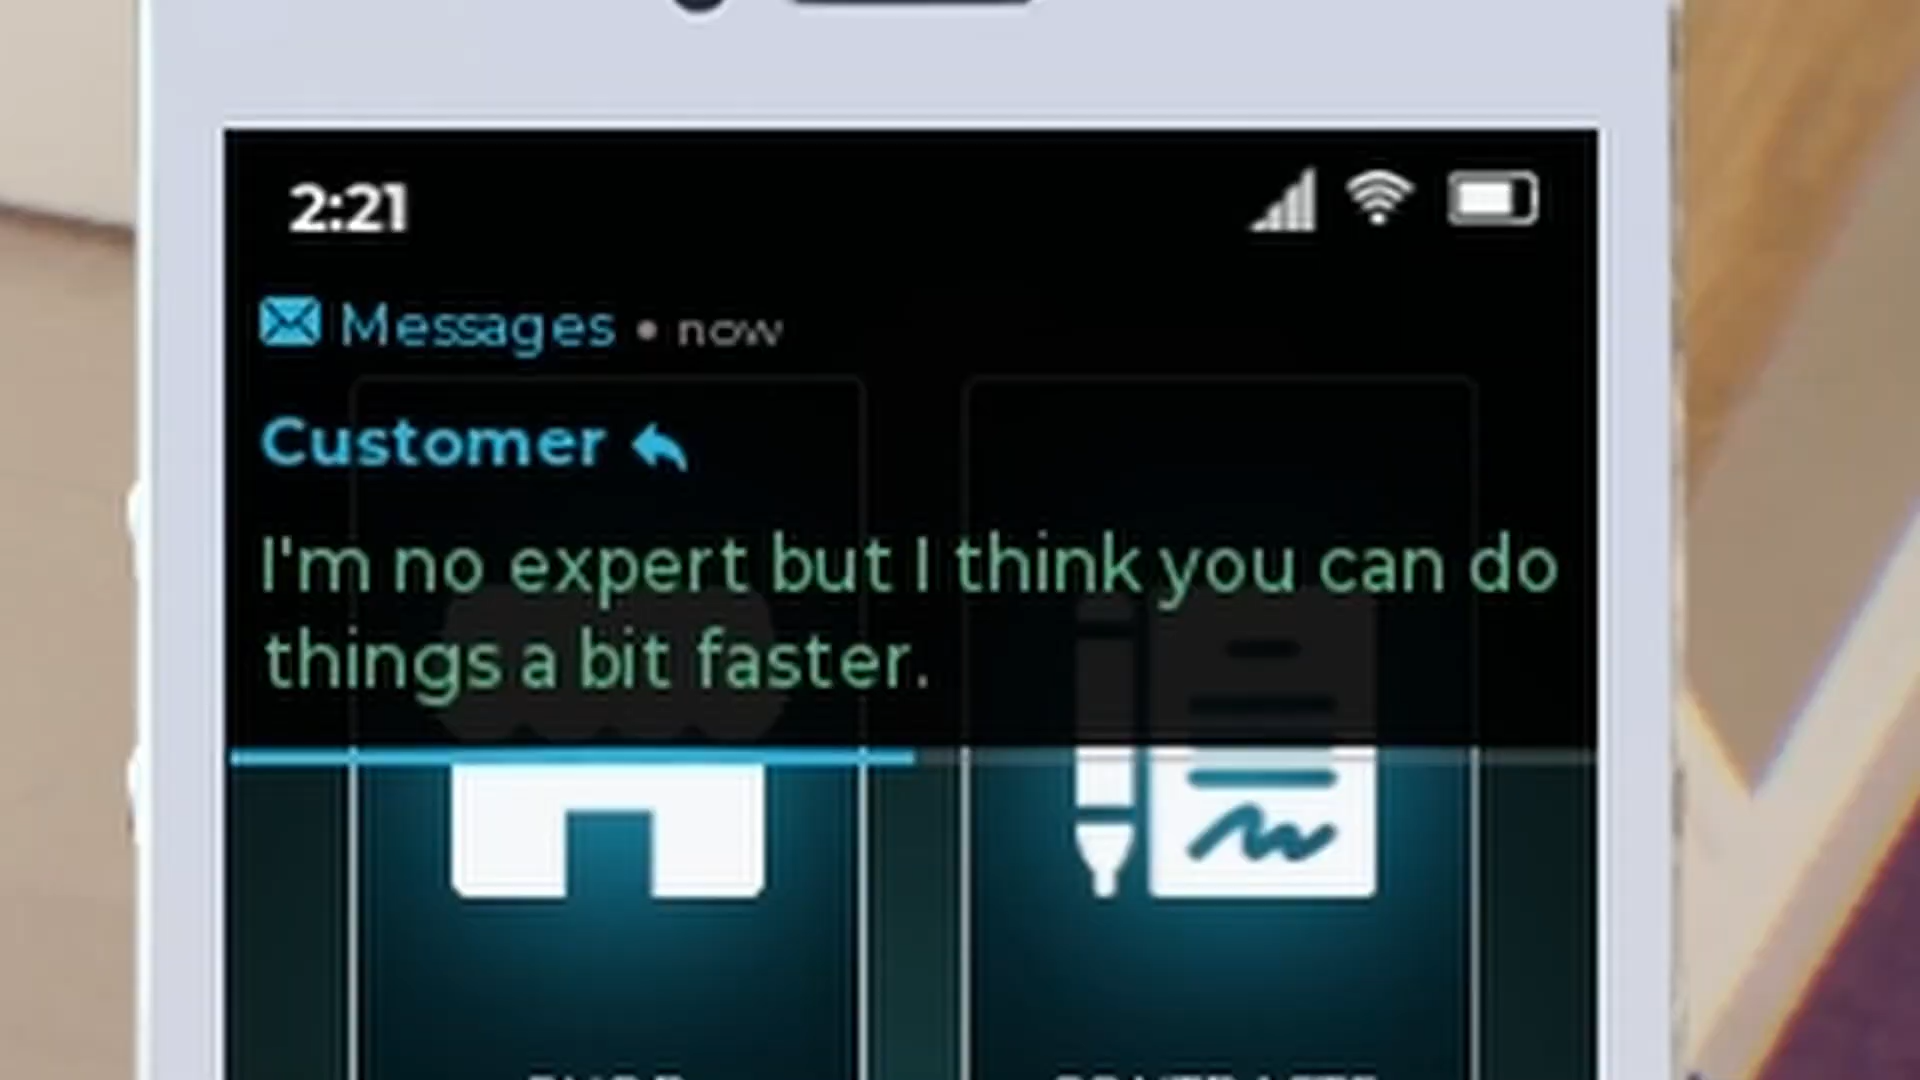 2:21
Messages • now
Customer
I'm no expert but I think you can do
things a bit faster.